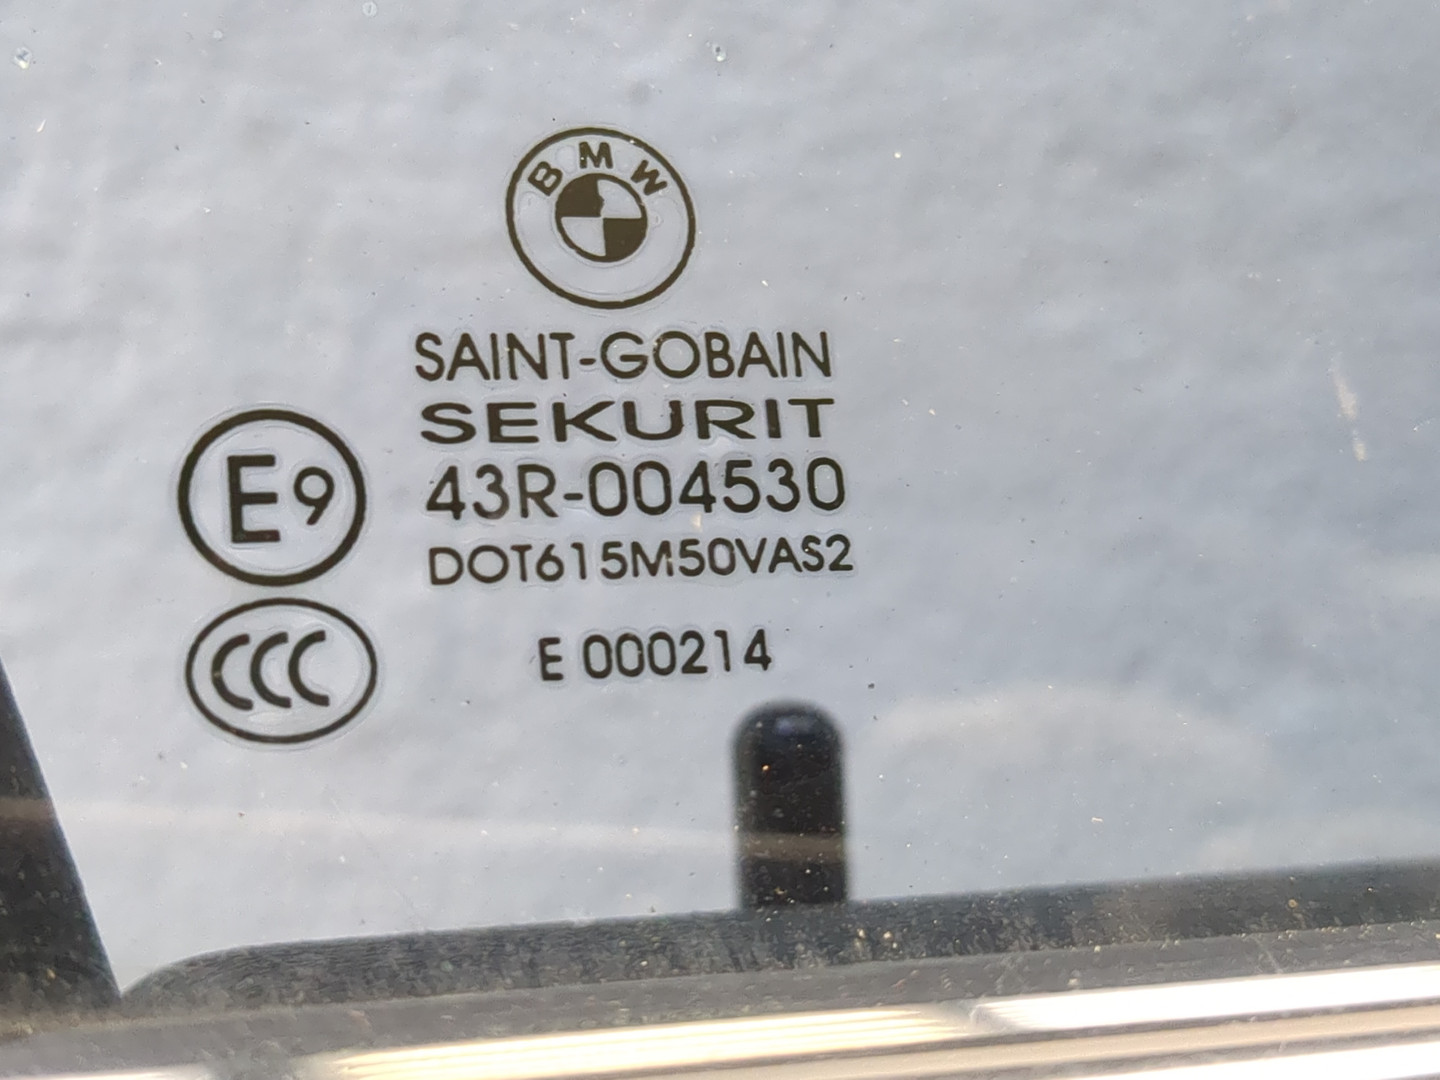 BMW
SAINT-GOBAIN
SEKURIT
E9
43R-004530
DOT615M50VAS2
CCC
E 000214